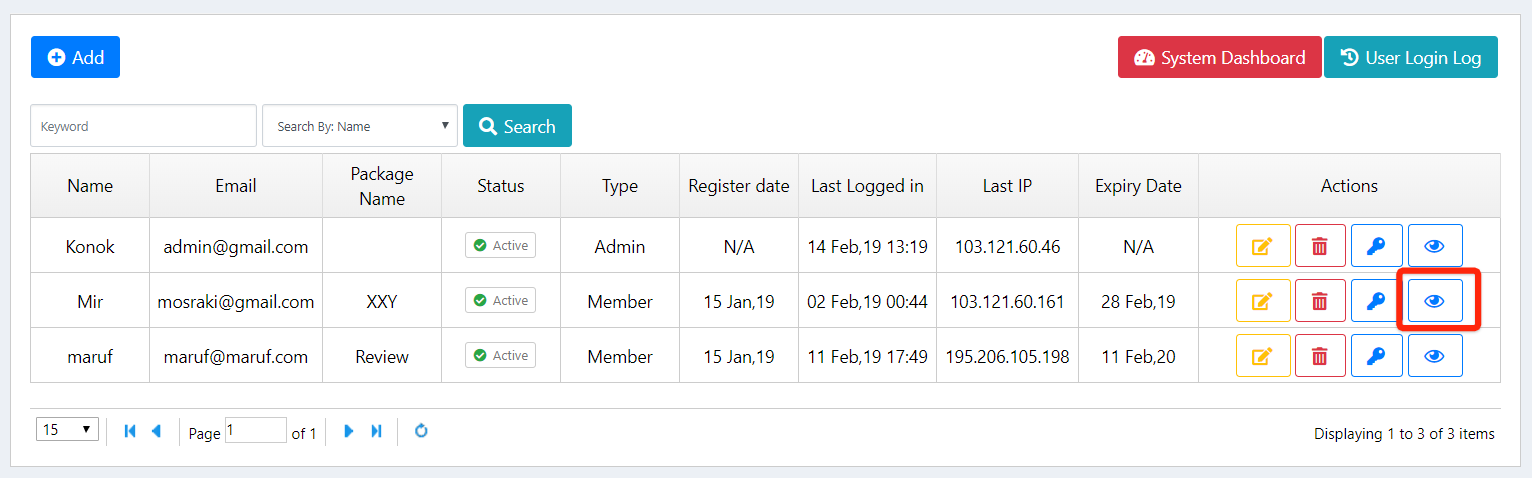 Add
System Dashboard
User Login Log
Keyword
Search By: Name
Search
Name Email Package Name Status Type Register date Last Logged in Last IP Expiry Date Actions
Konok admin@gmail.com Active Admin N/A 14 Feb,19 13:19 103.121.60.46 N/A
Mir mosraki@gmail.com XXY Active Member 15 Jan,19 02 Feb,19 00:44 103.121.60.161 28 Feb,19
maruf maruf@maruf.com Review Active Member 15 Jan,19 11 Feb,19 17:49 195.206.105.198 11 Feb,20
15 Page 1 of 1 Displaying 1 to 3 of 3 items